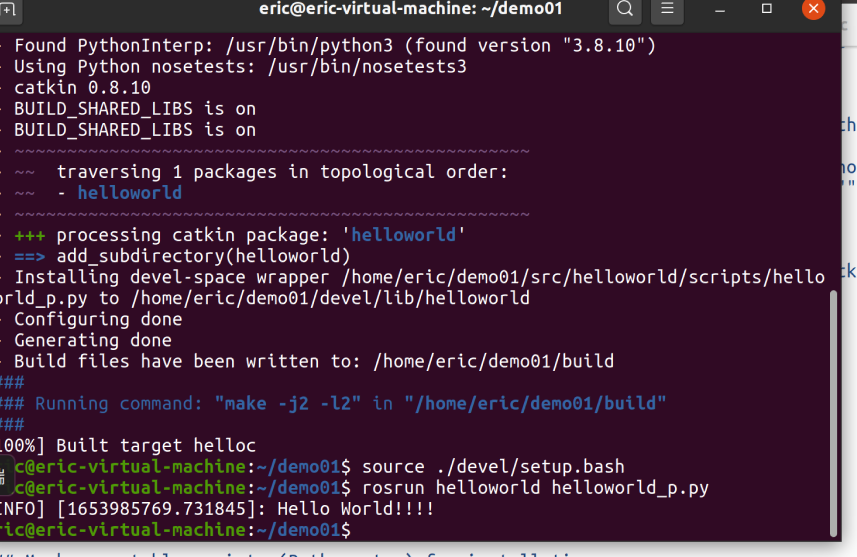 eric@eric-virtual-machine: ~/demo01
- Found PythonInterp: /usr/bin/python3 (found version "3.8.10")
- Using Python nosetests: /usr/bin/nosetests3
- catkin 0.8.10
- BUILD_SHARED_LIBS is on
- BUILD_SHARED_LIBS is on
- ~~~~~~~~~~~~~~~~~~~~~~~~~~~~~~~~~~~~~~~~~~~~~~~~~
- ~~  traversing 1 packages in topological order:
- ~~  - helloworld
- ~~~~~~~~~~~~~~~~~~~~~~~~~~~~~~~~~~~~~~~~~~~~~~~~~
- +++ processing catkin package: 'helloworld'
- ==> add_subdirectory(helloworld)
- Installing devel-space wrapper /home/eric/demo01/src/helloworld/scripts/hello
orld_p.py to /home/eric/demo01/devel/lib/helloworld
- Configuring done
- Generating done
- Build files have been written to: /home/eric/demo01/build
###
### Running command: "make -j2 -l2" in "/home/eric/demo01/build"
###
100%] Built target helloc
c@eric-virtual-machine:~/demo01$ source ./devel/setup.bash
c@eric-virtual-machine:~/demo01$ rosrun helloworld helloworld_p.py
INFO] [1653985769.731845]: Hello World!!!!
ric@eric-virtual-machine:~/demo01$